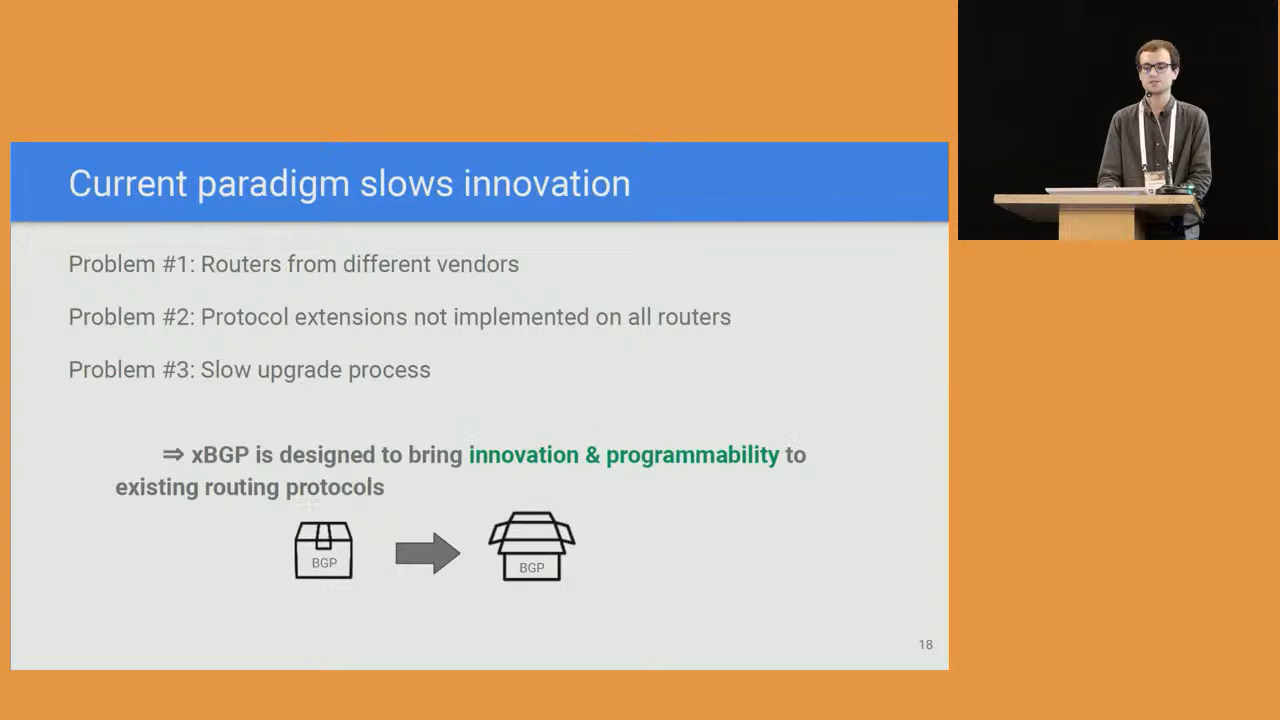 Current paradigm slows innovation
Problem #1: Routers from different vendors
Problem #2: Protocol extensions not implemented on all routers
Problem #3: Slow upgrade process
⇒ xBGP is designed to bring innovation & programmability to
existing routing protocols
BGP
BGP
18